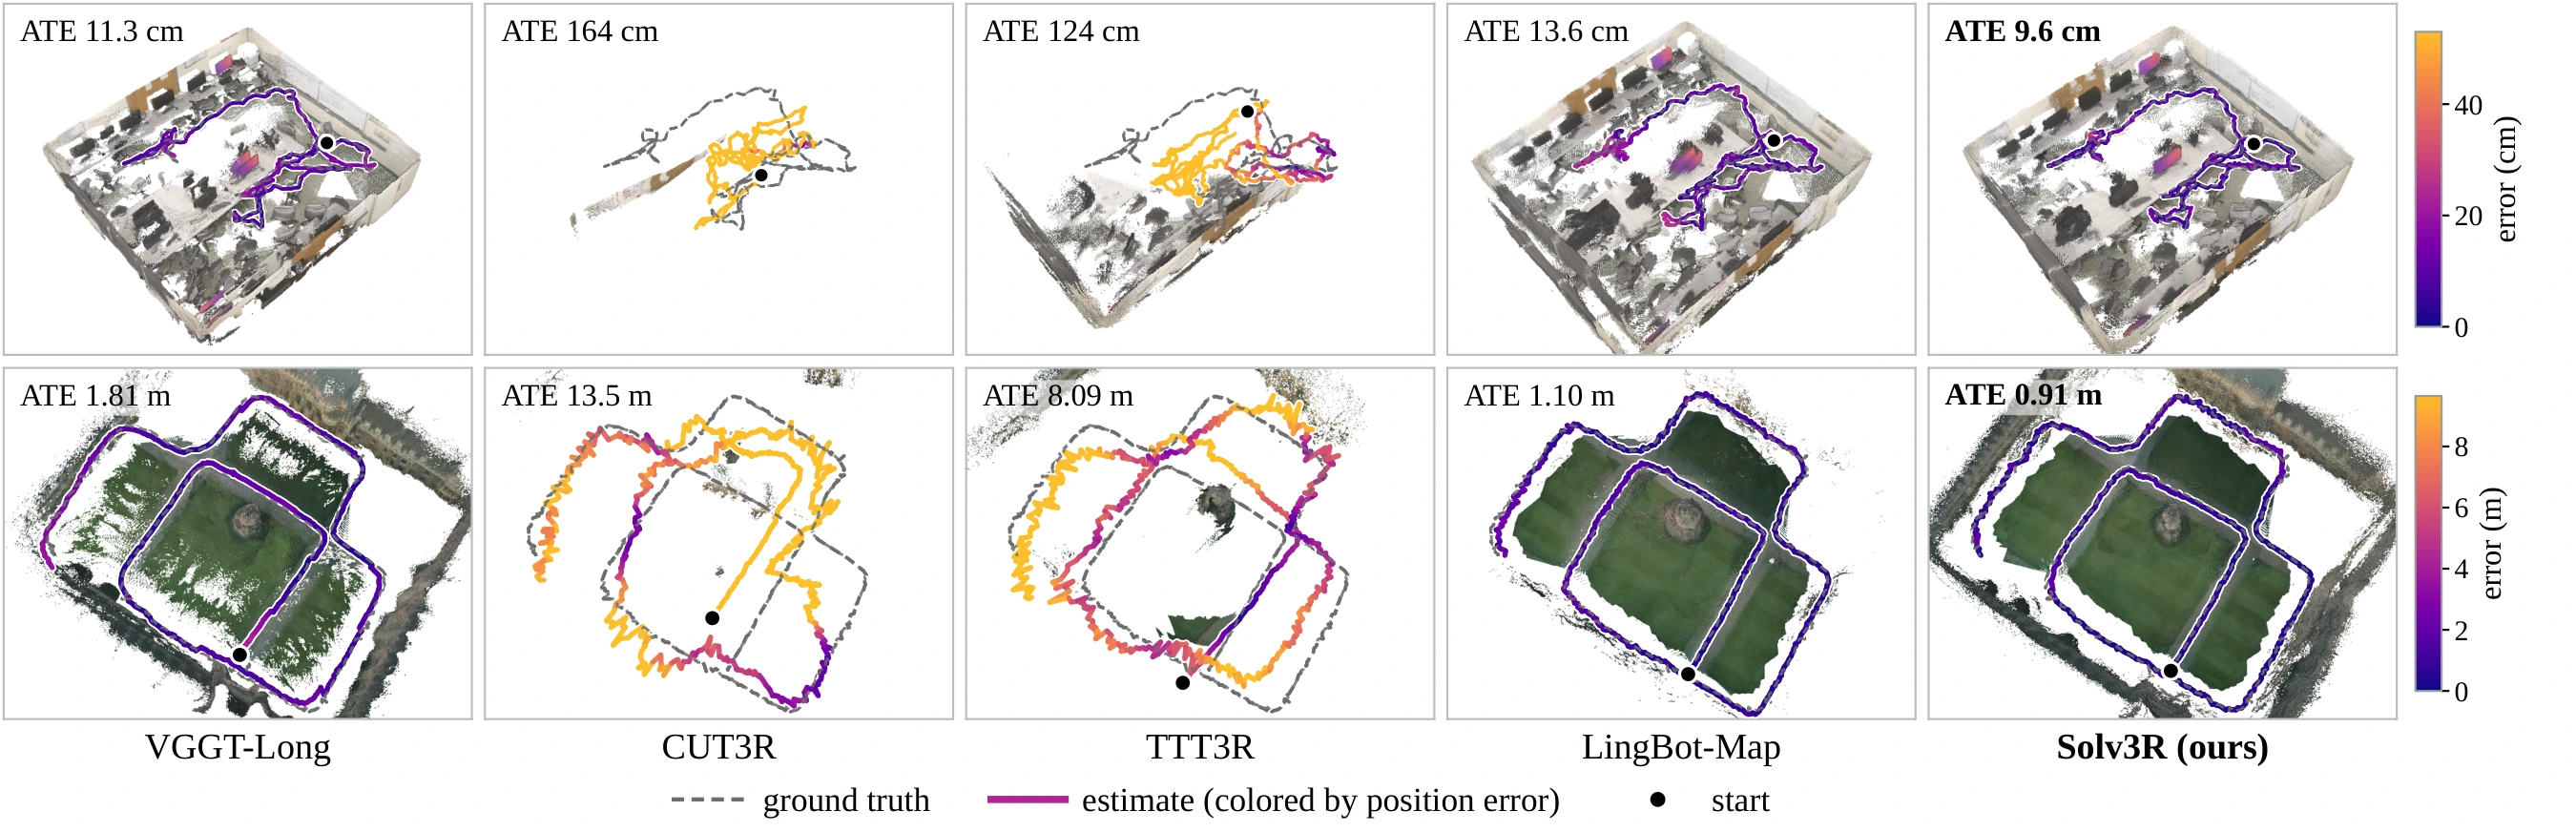 ATE 11.3 cm
ATE 164 cm
ATE 124 cm
ATE 13.6 cm
ATE 9.6 cm
40
20
0
error (cm)
ATE 1.81 m
ATE 13.5 m
ATE 8.09 m
ATE 1.10 m
ATE 0.91 m
8
6
4
2
0
error (m)
VGGT-Long
CUT3R
TTT3R
LingBot-Map
Solv3R (ours)
ground truth
estimate (colored by position error)
start